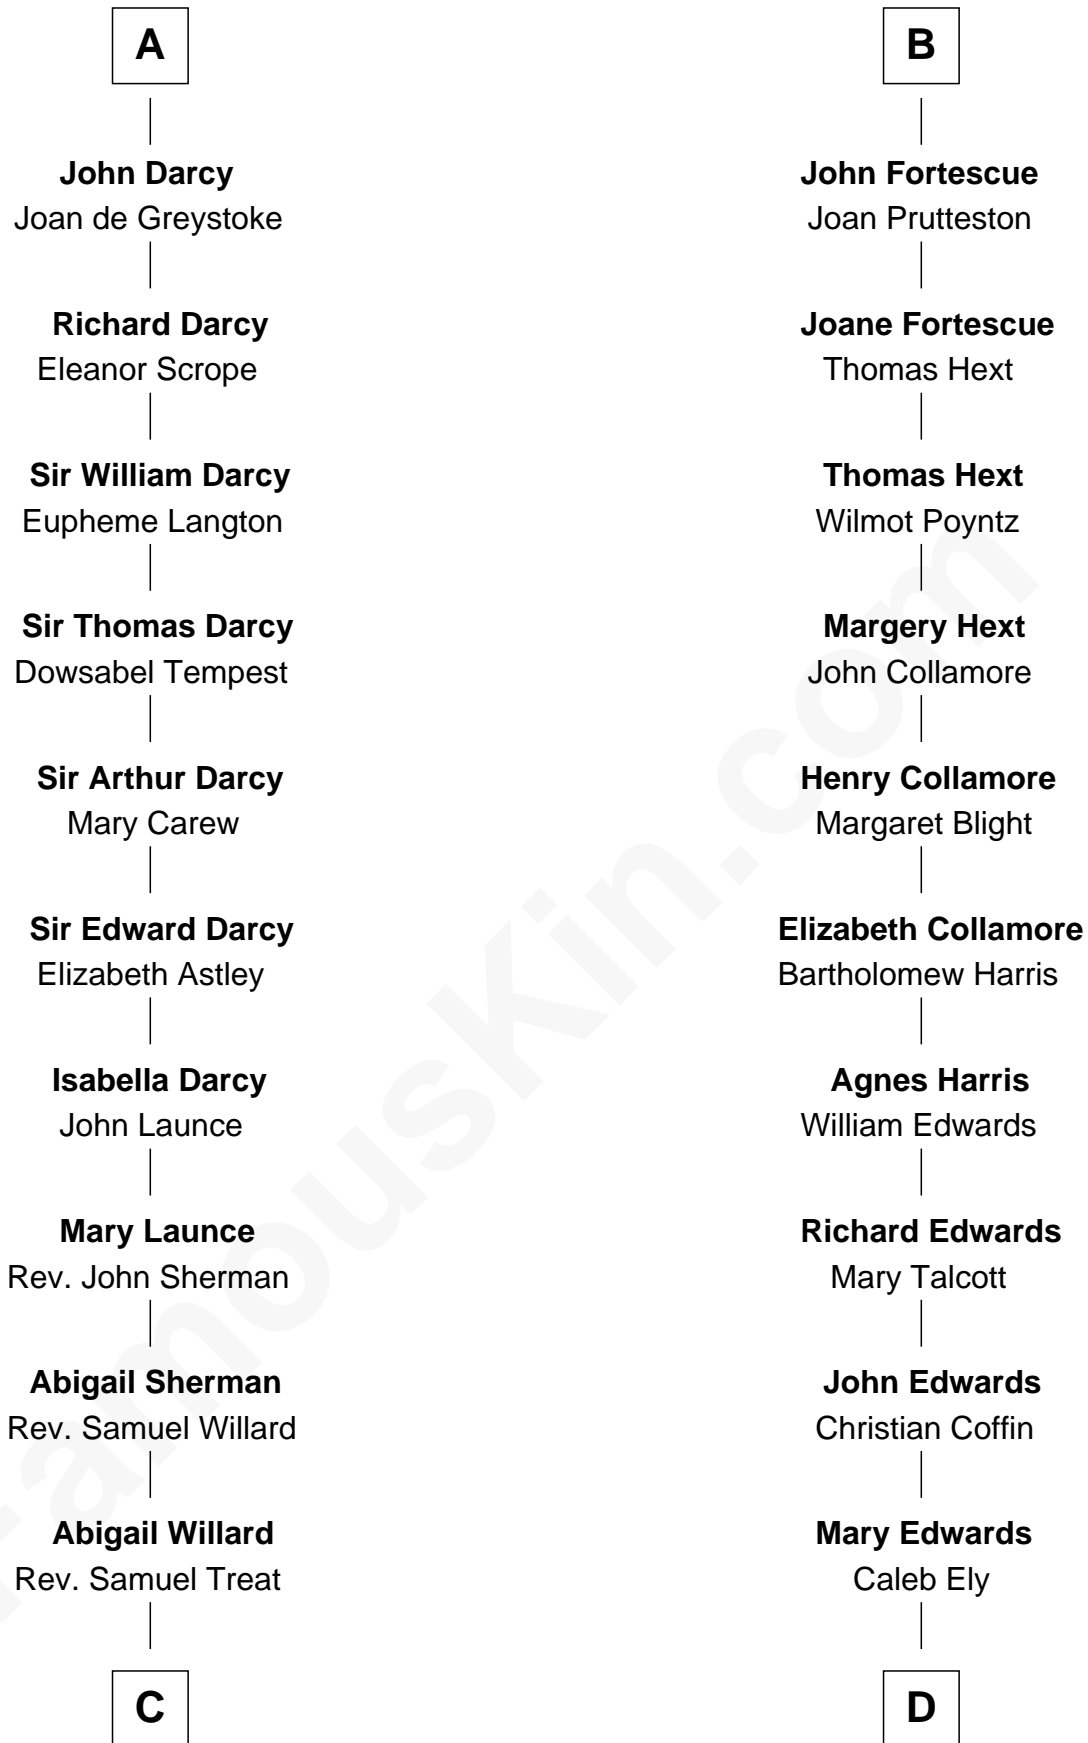 A
John Darcy
Joan de Greystoke
Richard Darcy
Eleanor Scrope
Sir William Darcy
Eupheme Langton
Sir Thomas Darcy
Dowsabel Tempest
Sir Arthur Darcy
Mary Carew
Sir Edward Darcy
Elizabeth Astley
Isabella Darcy
John Launce
Mary Launce
Rev. John Sherman
Abigail Sherman
Rev. Samuel Willard
Abigail Willard
Rev. Samuel Treat
C
B
John Fortescue
Joan Prutteston
Joane Fortescue
Thomas Hext
Thomas Hext
Wilmot Poyntz
Margery Hext
John Collamore
Henry Collamore
Margaret Blight
Elizabeth Collamore
Bartholomew Harris
Agnes Harris
William Edwards
Richard Edwards
Mary Talcott
John Edwards
Christian Coffin
Mary Edwards
Caleb Ely
D
FamousKin.com